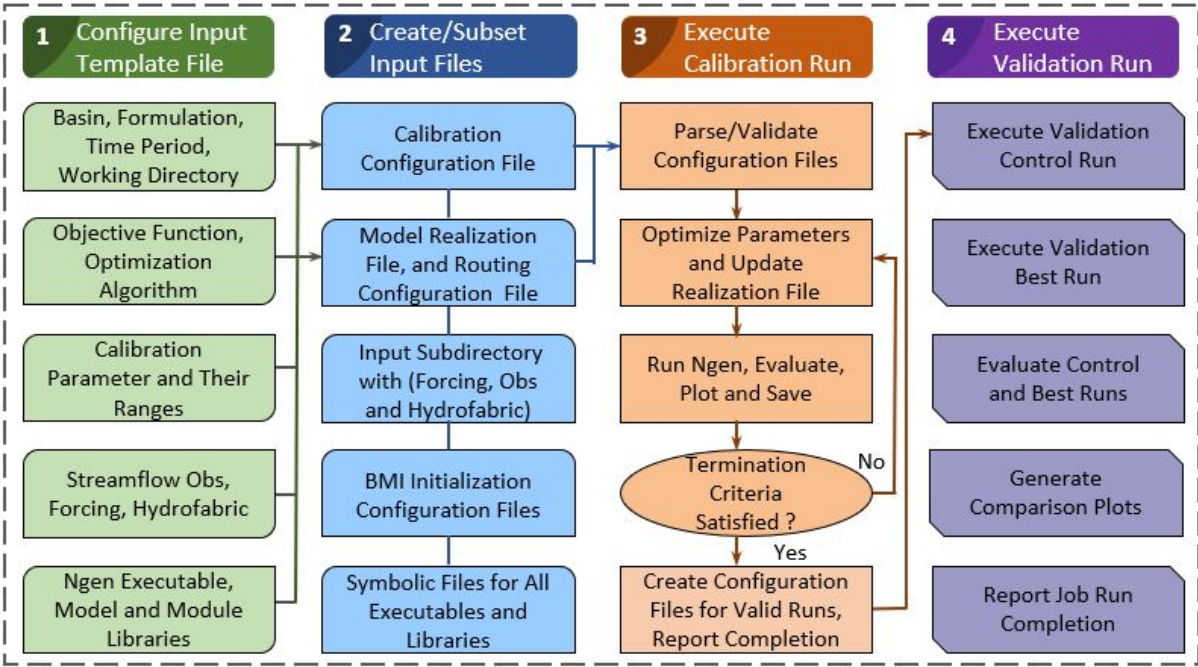 1 Configure Input
Template File
Basin, Formulation,
Time Period,
Working Directory
Objective Function,
Optimization
Algorithm
Calibration
Parameter and Their
Ranges
Streamflow Obs,
Forcing, Hydrofabric
Ngen Executable,
Model and Module
Libraries
2 Create/Subset
Input Files
Calibration
Configuration File
Model Realization
File, and Routing
Configuration File
Input Subdirectory
with (Forcing, Obs
and Hydrofabric)
BMI Initialization
Configuration Files
Symbolic Files for All
Executables and
Libraries
3 Execute
Calibration Run
Parse/Validate
Configuration Files
Optimize Parameters
and Update
Realization File
Run Ngen, Evaluate,
Plot and Save
Termination
Criteria
Satisfied ?
No
Yes
Create Configuration
Files for Valid Runs,
Report Completion
4 Execute
Validation Run
Execute Validation
Control Run
Execute Validation
Best Run
Evaluate Control
and Best Runs
Generate
Comparison Plots
Report Job Run
Completion